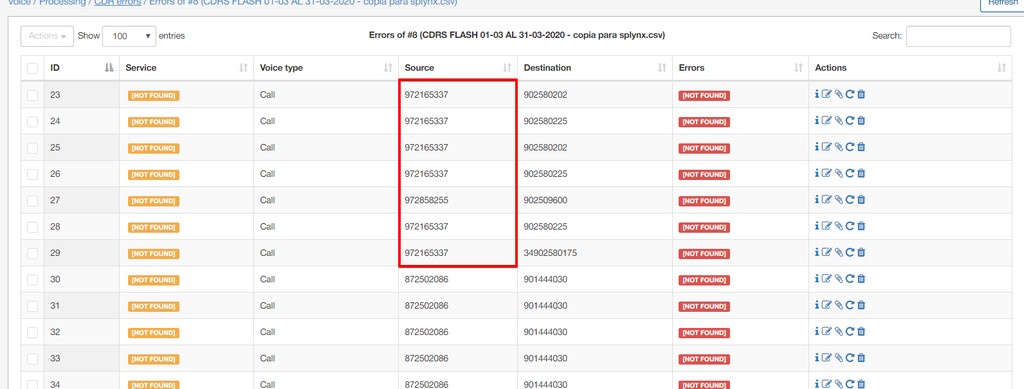 Voice / Processing / CDR errors / Errors of #8 (CDRS FLASH 01-03 AL 31-03-2020 - copia para splynx.csv)
Refresh
Actions Show 100 entries Errors of #8 (CDRS FLASH 01-03 AL 31-03-2020 - copia para splynx.csv) Search:
ID Service Voice type Source Destination Errors Actions
23 [NOT FOUND] Call 972165337 902580202 [NOT FOUND]
24 [NOT FOUND] Call 972165337 902580225 [NOT FOUND]
25 [NOT FOUND] Call 972165337 902580202 [NOT FOUND]
26 [NOT FOUND] Call 972165337 902580225 [NOT FOUND]
27 [NOT FOUND] Call 972858255 902509600 [NOT FOUND]
28 [NOT FOUND] Call 972165337 902580225 [NOT FOUND]
29 [NOT FOUND] Call 972165337 34902580175 [NOT FOUND]
30 [NOT FOUND] Call 872502086 901444030 [NOT FOUND]
31 [NOT FOUND] Call 872502086 901444030 [NOT FOUND]
32 [NOT FOUND] Call 872502086 901444030 [NOT FOUND]
33 [NOT FOUND] Call 872502086 901444030 [NOT FOUND]
34 [NOT FOUND] Call 872502086 901444030 [NOT FOUND]